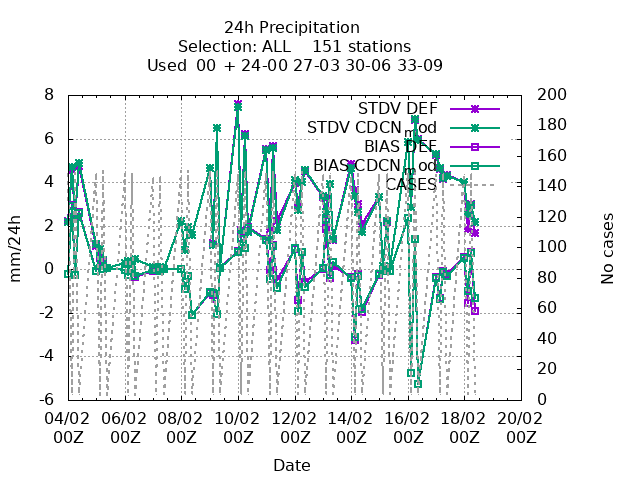 24h Precipitation
Selection: ALL    151 stations
Used  00 + 24-00 27-03 30-06 33-09
8
6
4
2
0
-2
-4
-6
mm/24h
STDV DEF
STDV CDCN_mod
BIAS DEF
BIAS CDCN_mod
CASES
200
180
160
140
120
100
80
60
40
20
0
No cases
04/02 06/02 08/02 10/02 12/02 14/02 16/02 18/02 20/02
00Z 00Z 00Z 00Z 00Z 00Z 00Z 00Z 00Z
Date